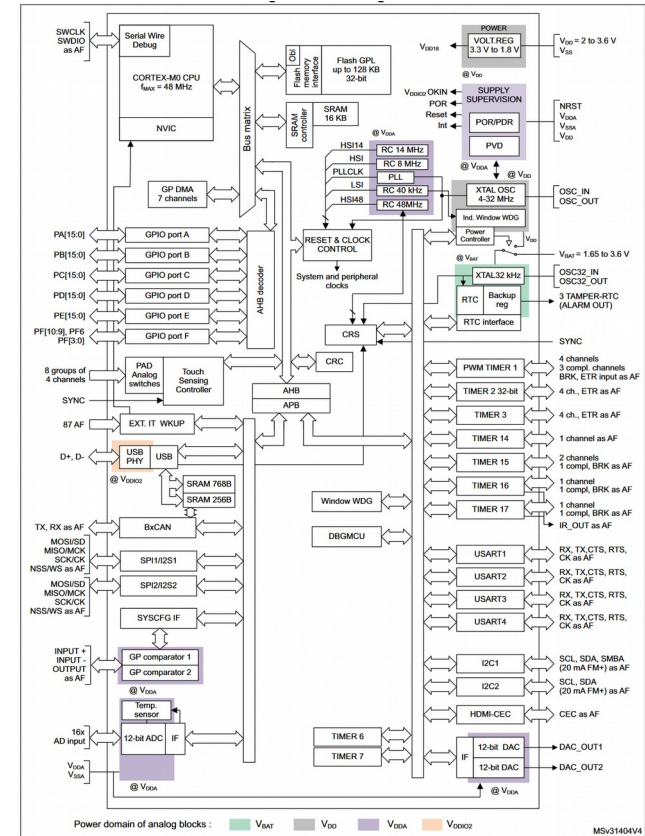 SWCLK
SWDIO
as AF
Serial Wire
Debug
CORTEX-M0 CPU
fMAX = 48 MHz
NVIC
Bus matrix
Obl
Flash
memory
interface
Flash GPL
up to 128 KB
32-bit
SRAM
controller
SRAM
16 KB
POWER
VOLT.REG
3.3 V to 1.8 V
VDD18
VDD = 2 to 3.6 V
VSS
@ VDD
SUPPLY
SUPERVISION
POR/PDR
PVD
VDDIO2 OKIN
POR
Reset
Int
NRST
VDDA
VSSA
VDD
@ VDDA
@ VDD
@ VDDA
HSI14
HSI
PLLCLK
LSI
HSI48
RC 14 MHz
RC 8 MHz
PLL
RC 40 kHz
RC 48MHz
XTAL OSC
4-32 MHz
OSC_IN
OSC_OUT
Ind. Window WDG
Power
Controller
VDD
VBAT = 1.65 to 3.6 V
@ VBAT
GP DMA
7 channels
PA[15:0]
GPIO port A
PB[15:0]
GPIO port B
PC[15:0]
GPIO port C
PD[15:0]
GPIO port D
PE[15:0]
GPIO port E
PF[10:9], PF6
PF[3:0]
GPIO port F
AHB decoder
RESET & CLOCK
CONTROL
System and peripheral
clocks
XTAL32 kHz
OSC32_IN
OSC32_OUT
RTC
Backup
reg
RTC interface
3 TAMPER-RTC
(ALARM OUT)
CRS
SYNC
CRC
8 groups of
4 channels
PAD
Analog
switches
Touch
Sensing
Controller
SYNC
AHB
APB
87 AF
EXT. IT WKUP
D+, D-
USB
PHY
USB
@ VDDIO2
SRAM 768B
SRAM 256B
TX, RX as AF
BxCAN
MOSI/SD
MISO/MCK
SCK/CK
NSS/WS as AF
SPI1/I2S1
MOSI/SD
MISO/MCK
SCK/CK
NSS/WS as AF
SPI2/I2S2
SYSCFG IF
INPUT +
INPUT -
OUTPUT
as AF
GP comparator 1
GP comparator 2
@ VDDA
Temp.
sensor
16x
AD input
12-bit ADC
IF
VDDA
VSSA
@ VDDA
Window WDG
DBGMCU
TIMER 6
TIMER 7
PWM TIMER 1
4 channels
3 compl. channels
BRK, ETR input as AF
TIMER 2 32-bit
4 ch., ETR as AF
TIMER 3
4 ch., ETR as AF
TIMER 14
1 channel as AF
TIMER 15
2 channels
1 compl, BRK as AF
TIMER 16
1 channel
1 compl, BRK as AF
TIMER 17
1 channel
1 compl, BRK as AF
IR_OUT as AF
USART1
RX, TX,CTS, RTS,
CK as AF
USART2
RX, TX,CTS, RTS,
CK as AF
USART3
RX, TX,CTS, RTS,
CK as AF
USART4
RX, TX,CTS, RTS,
CK as AF
I2C1
SCL, SDA, SMBA
(20 mA FM+) as AF
I2C2
SCL, SDA
(20 mA FM+) as AF
HDMI-CEC
CEC as AF
IF
12-bit DAC
DAC_OUT1
12-bit DAC
DAC_OUT2
@ VDDA
Power domain of analog blocks :
VBAT
VDD
VDDA
VDDIO2
MSv31404V4